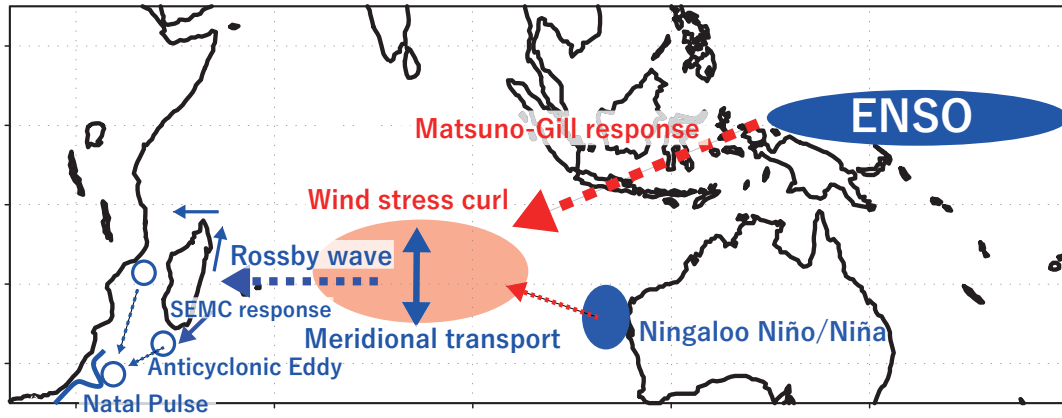 ENSO
Matsuno-Gill response
Wind stress curl
Rossby wave
SEMC response
Meridional transport
Ningaloo Niño/Niña
Anticyclonic Eddy
Natal Pulse